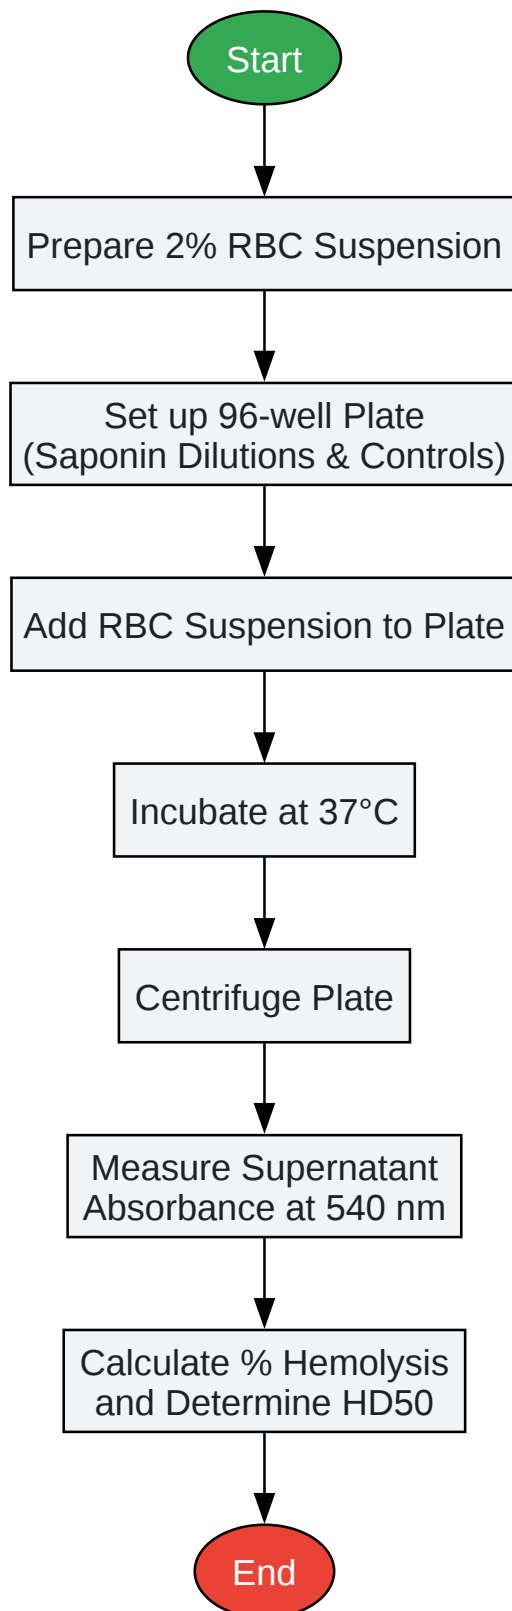 Start
Prepare 2% RBC Suspension
Set up 96-well Plate
(Saponin Dilutions & Controls)
Add RBC Suspension to Plate
Incubate at 37°C
Centrifuge Plate
Measure Supernatant
Absorbance at 540 nm
Calculate % Hemolysis
and Determine HD50
End